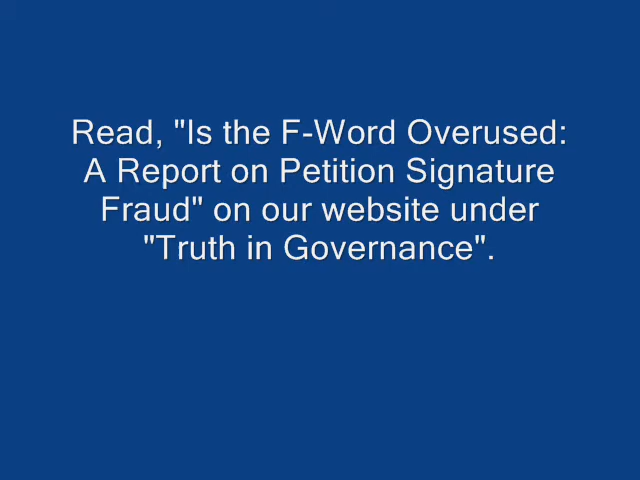 Read, "Is the F-Word Overused:
A Report on Petition Signature
Fraud" on our website under
"Truth in Governance".